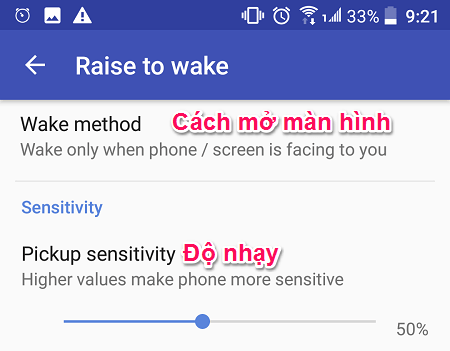 1 33% 9:21
Raise to wake
Wake method Cách mở màn hình
Wake only when phone / screen is facing to you
Sensitivity
Pickup sensitivity Độ nhạy
Higher values make phone more sensitive
50%